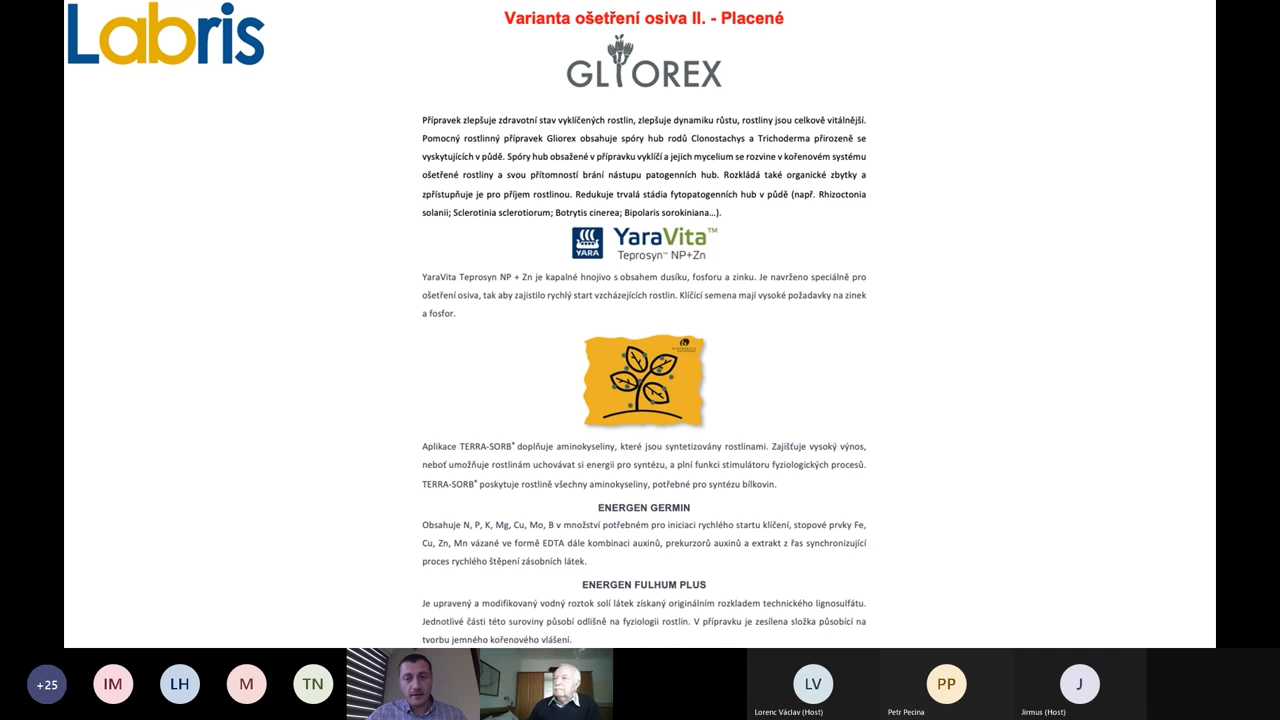 Labris
Varianta ošetření osiva II. - Placené
GLIOREX
Přípravek zlepšuje zdravotní stav vyklíčených rostlin, zlepšuje dynamiku růstu, rostliny jsou celkově vitálnější.
Pomocný rostlinný přípravek Gliorex obsahuje spóry hub rodů Clonostachys a Trichoderma přirozeně se
vyskytujících v půdě. Spóry hub obsažené v přípravku vyklíčí a jejich mycelium se rozvine v kořenovém systému
ošetřené rostliny a svou přítomností brání nástupu patogenních hub. Rozkládá také organické zbytky a
zpřístupňuje je pro příjem rostlinou. Redukuje trvalá stádia fytopatogenních hub v půdě (např. Rhizoctonia
solanii; Sclerotinia sclerotiorum; Botrytis cinerea; Bipolaris sorokiniana…).
YARA
YaraVita™
Teprosyn™ NP+Zn
YaraVita Teprosyn NP + Zn je kapalné hnojivo s obsahem dusíku, fosforu a zinku. Je navrženo speciálně pro
ošetření osiva, tak aby zajistilo rychlý start vzcházejících rostlin. Klíčící semena mají vysoké požadavky na zinek
a fosfor.
Aplikace TERRA-SORB® doplňuje aminokyseliny, které jsou syntetizovány rostlinami. Zajišťuje vysoký výnos,
neboť umožňuje rostlinám uchovávat si energii pro syntézu, a plní funkci stimulátoru fyziologických procesů.
TERRA-SORB® poskytuje rostlině všechny aminokyseliny, potřebné pro syntézu bílkovin.
ENERGEN GERMIN
Obsahuje N, P, K, Mg, Cu, Mo, B v množství potřebném pro iniciaci rychlého startu klíčení, stopové prvky Fe,
Cu, Zn, Mn vázané ve formě EDTA dále kombinaci auxinů, prekurzorů auxinů a extrakt z řas synchronizující
proces rychlého štěpení zásobních látek.
ENERGEN FULHUM PLUS
Je upravený a modifikovaný vodný roztok solí látek získaný originálním rozkladem technického lignosulfátu.
Jednotlivé části této suroviny působí odlišně na fyziologii rostlin. V přípravku je zesílena složka působící na
tvorbu jemného kořenového vlášení.
+25
IM
LH
M
TN
LV
PP
J
Lorenc Václav (Host)
Petr Pecina
Jirmus (Host)